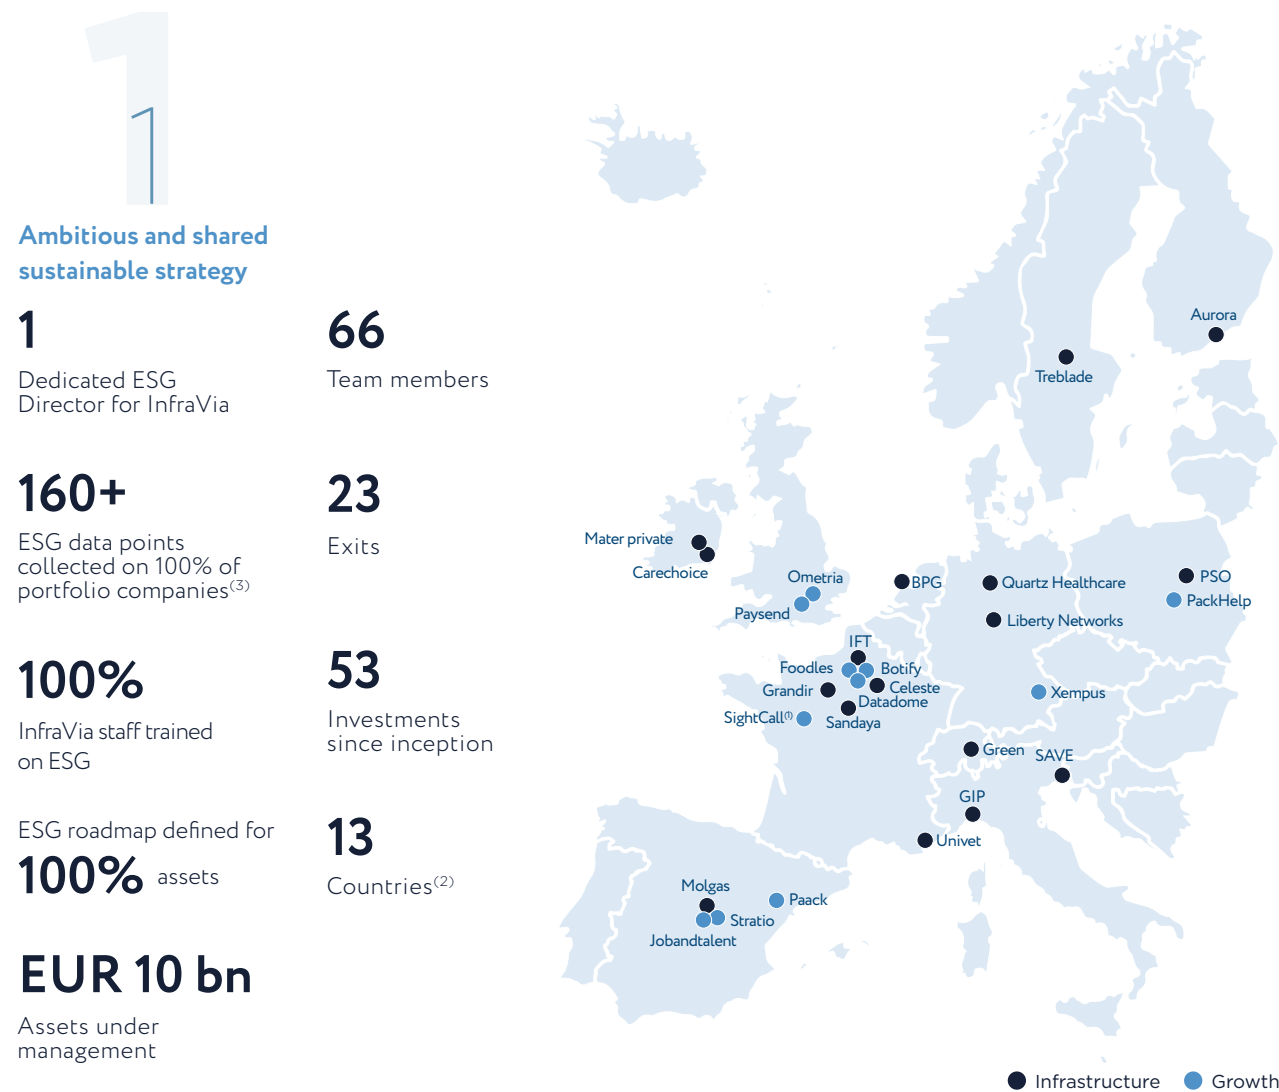 1
Ambitious and shared
sustainable strategy
1
Dedicated ESG
Director for InfraVia
66
Team members
160+
ESG data points
collected on 100% of
portfolio companies(3)
23
Exits
100%
InfraVia staff trained
on ESG
53
Investments
since inception
ESG roadmap defined for
100% assets
13
Countries(2)
EUR 10 bn
Assets under
management
Aurora
Treblade
Mater private
Carechoice
Ometria
Paysend
BPG
Quartz Healthcare
Liberty Networks
PSO
PackHelp
IFT
Foodles
Botify
Grandir
Celeste
Datadome
SightCall(1)
Sandaya
Xempus
Green
SAVE
GIP
Univet
Molgas
Paack
Stratio
Jobandtalent
Infrastructure
Growth